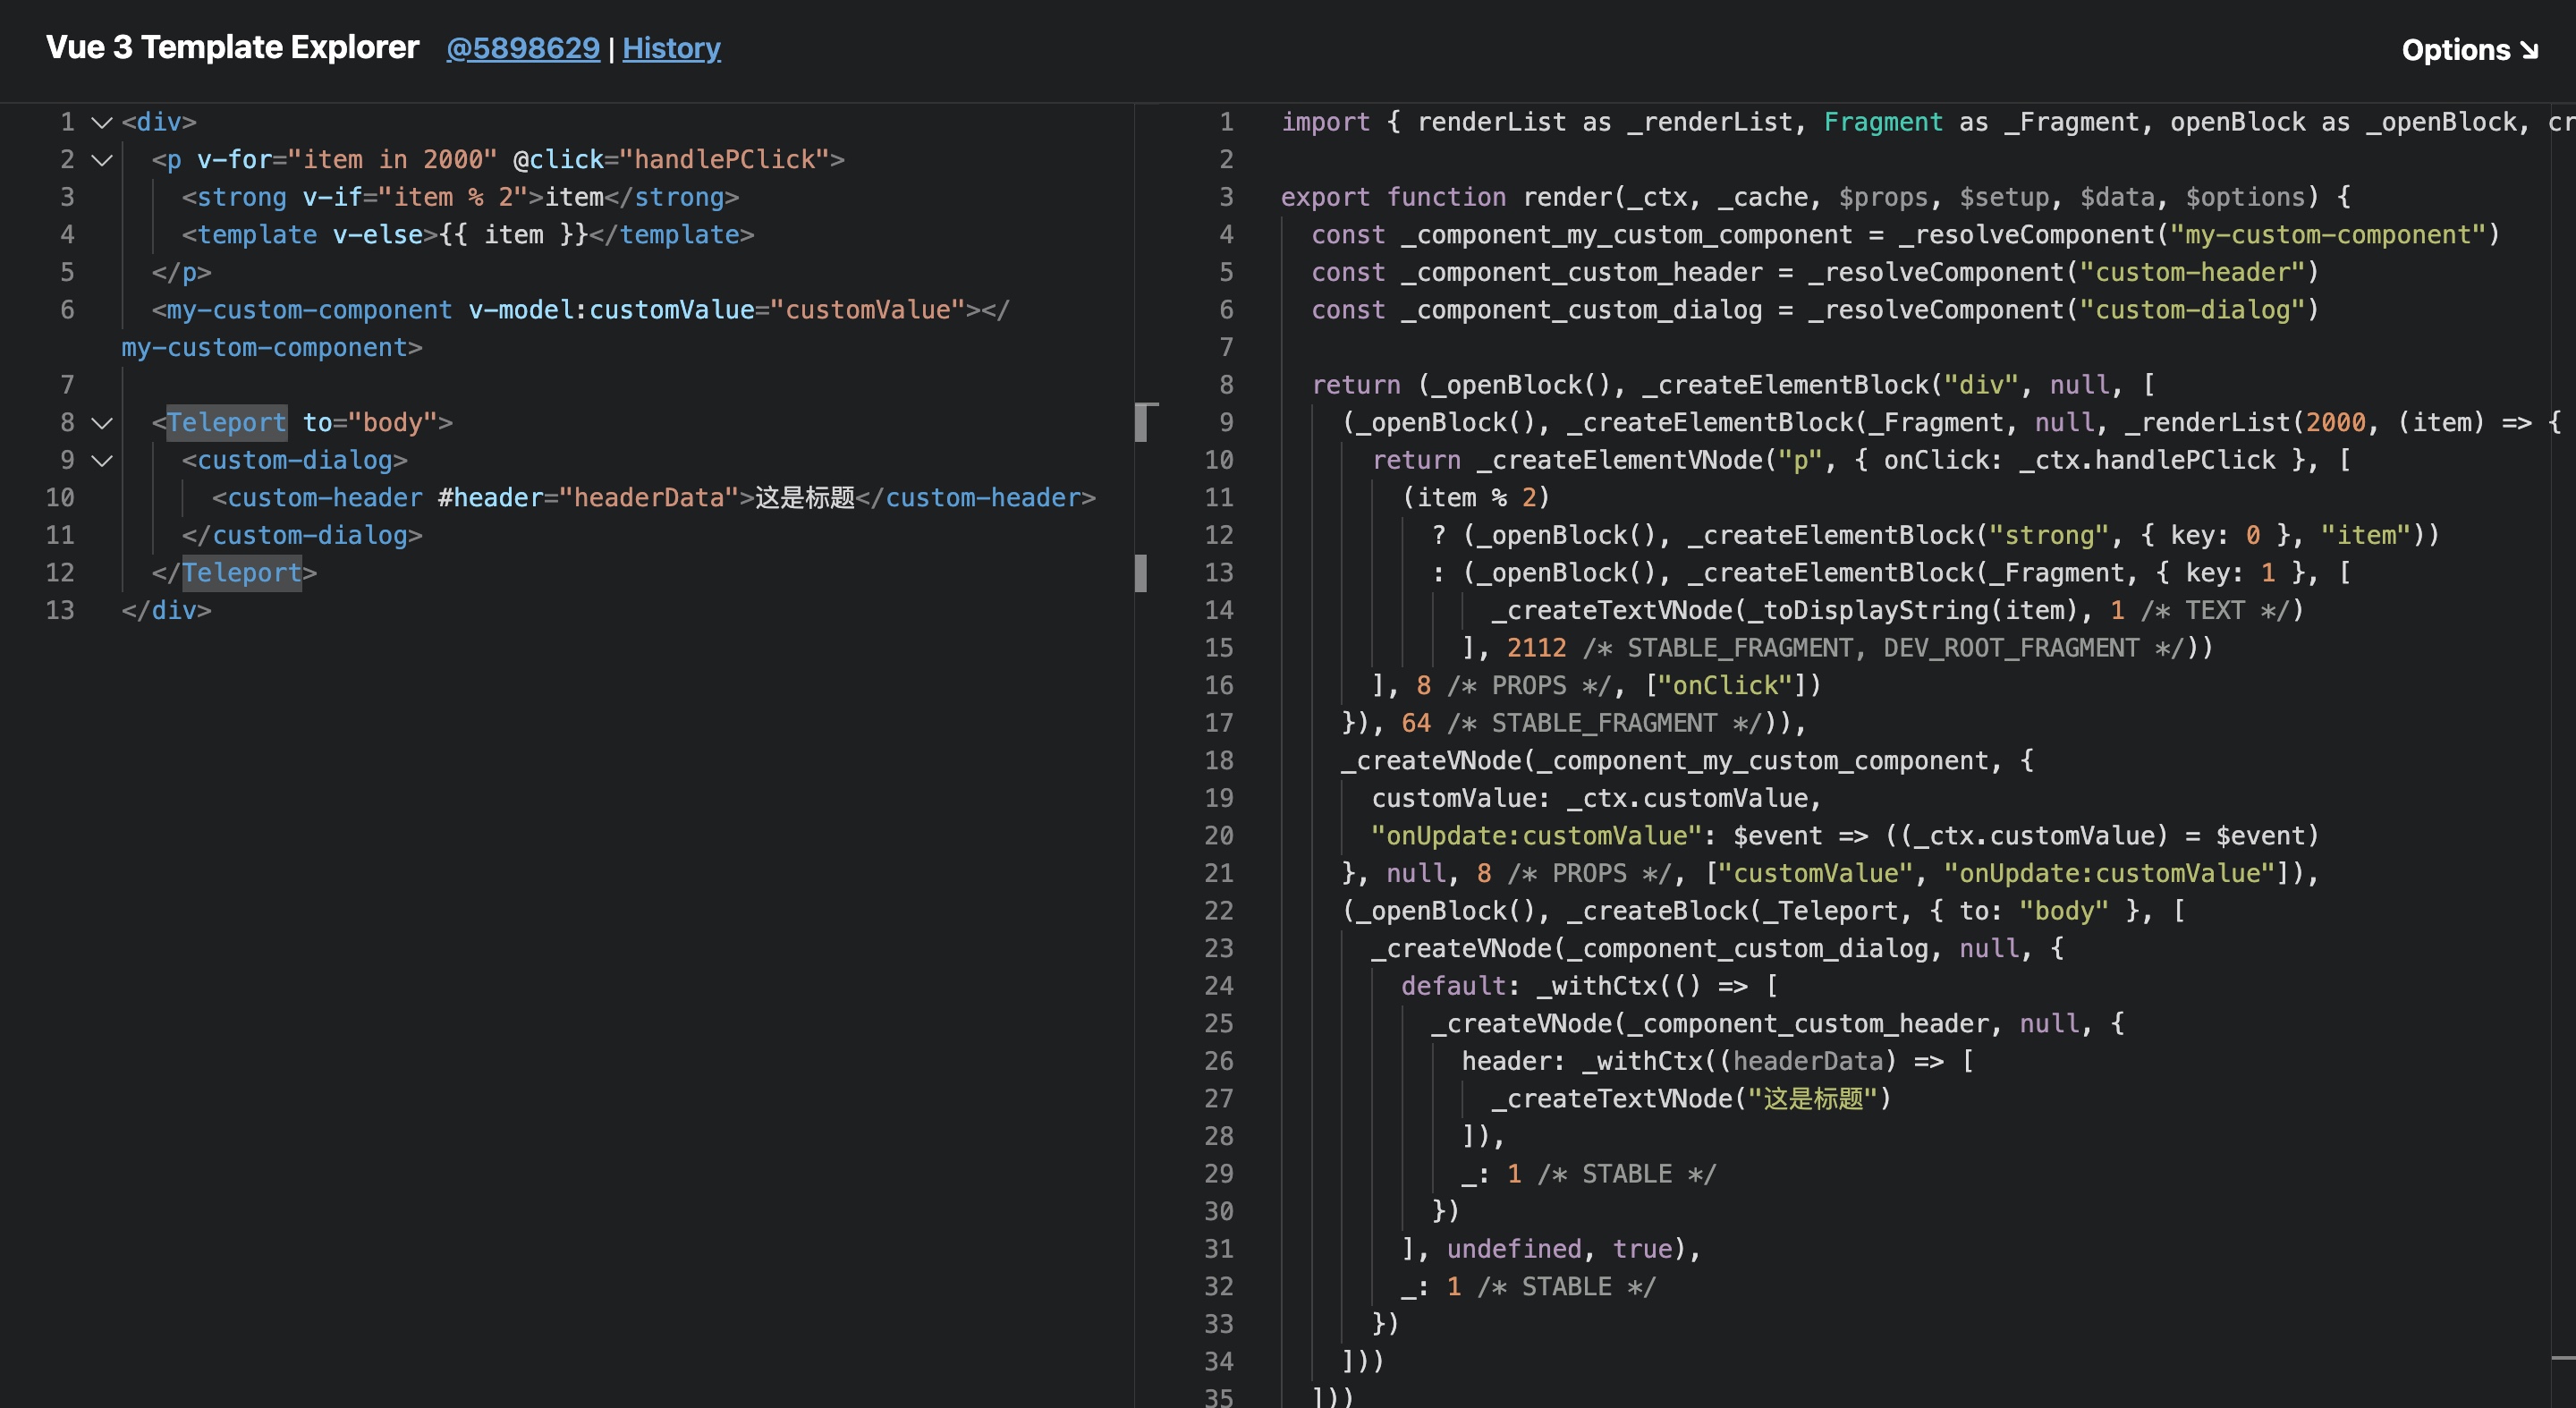 Vue 3 Template Explorer @5898629 | History
Options ↘
1 <div>
2 <p v-for="item in 2000" @click="handlePClick">
3 <strong v-if="item % 2">item</strong>
4 <template v-else>{{ item }}</template>
5 </p>
6 <my-custom-component v-model:customValue="customValue"></
my-custom-component>
7
8 <Teleport to="body">
9 <custom-dialog>
10 <custom-header #header="headerData">这是标题</custom-header>
11 </custom-dialog>
12 </Teleport>
13 </div>
1 import { renderList as _renderList, Fragment as _Fragment, openBlock as _openBlock, cr
2
3 export function render(_ctx, _cache, $props, $setup, $data, $options) {
4 const _component_my_custom_component = _resolveComponent("my-custom-component")
5 const _component_custom_header = _resolveComponent("custom-header")
6 const _component_custom_dialog = _resolveComponent("custom-dialog")
7
8 return (_openBlock(), _createElementBlock("div", null, [
9 (_openBlock(), _createElementBlock(_Fragment, null, _renderList(2000, (item) => {
10 return _createElementVNode("p", { onClick: _ctx.handlePClick }, [
11 (item % 2)
12 ? (_openBlock(), _createElementBlock("strong", { key: 0 }, "item"))
13 : (_openBlock(), _createElementBlock(_Fragment, { key: 1 }, [
14 _createTextVNode(_toDisplayString(item), 1 /* TEXT */)
15 ], 2112 /* STABLE_FRAGMENT, DEV_ROOT_FRAGMENT */))
16 ], 8 /* PROPS */, ["onClick"])
17 }), 64 /* STABLE_FRAGMENT */)),
18 _createVNode(_component_my_custom_component, {
19 customValue: _ctx.customValue,
20 "onUpdate:customValue": $event => ((_ctx.customValue) = $event)
21 }, null, 8 /* PROPS */, ["customValue", "onUpdate:customValue"]),
22 (_openBlock(), _createBlock(_Teleport, { to: "body" }, [
23 _createVNode(_component_custom_dialog, null, {
24 default: _withCtx(() => [
25 _createVNode(_component_custom_header, null, {
26 header: _withCtx((headerData) => [
27 _createTextVNode("这是标题")
28 ]),
29 _: 1 /* STABLE */
30 })
31 ], undefined, true),
32 _: 1 /* STABLE */
33 })
34 ]))
35 ]))